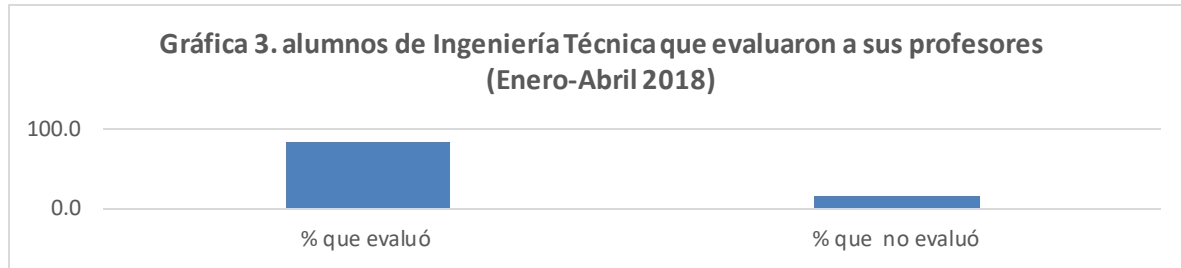 Gráfica 3. alumnos de Ingeniería Técnica que evaluaron a sus profesores
(Enero-Abril 2018)
100.0
0.0
% que evaluó
% que no evaluó